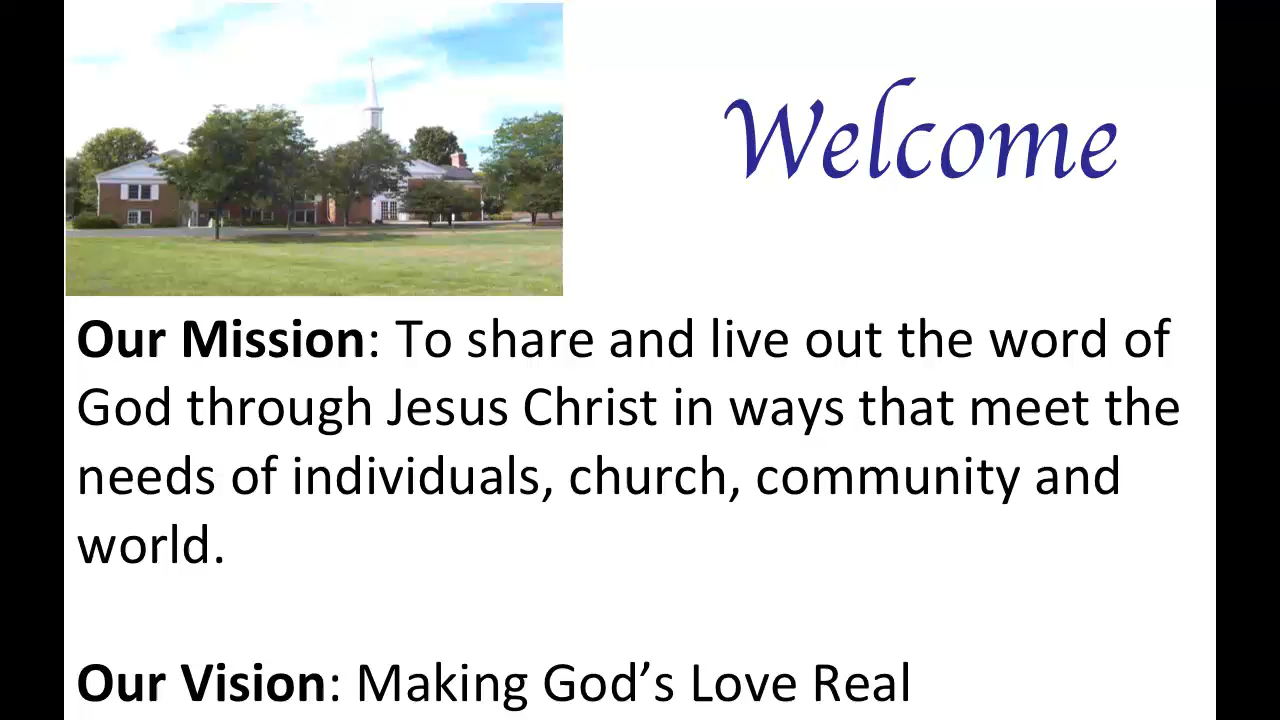 Welcome
Our Mission: To share and live out the word of
God through Jesus Christ in ways that meet the
needs of individuals, church, community and
world.
Our Vision: Making God’s Love Real